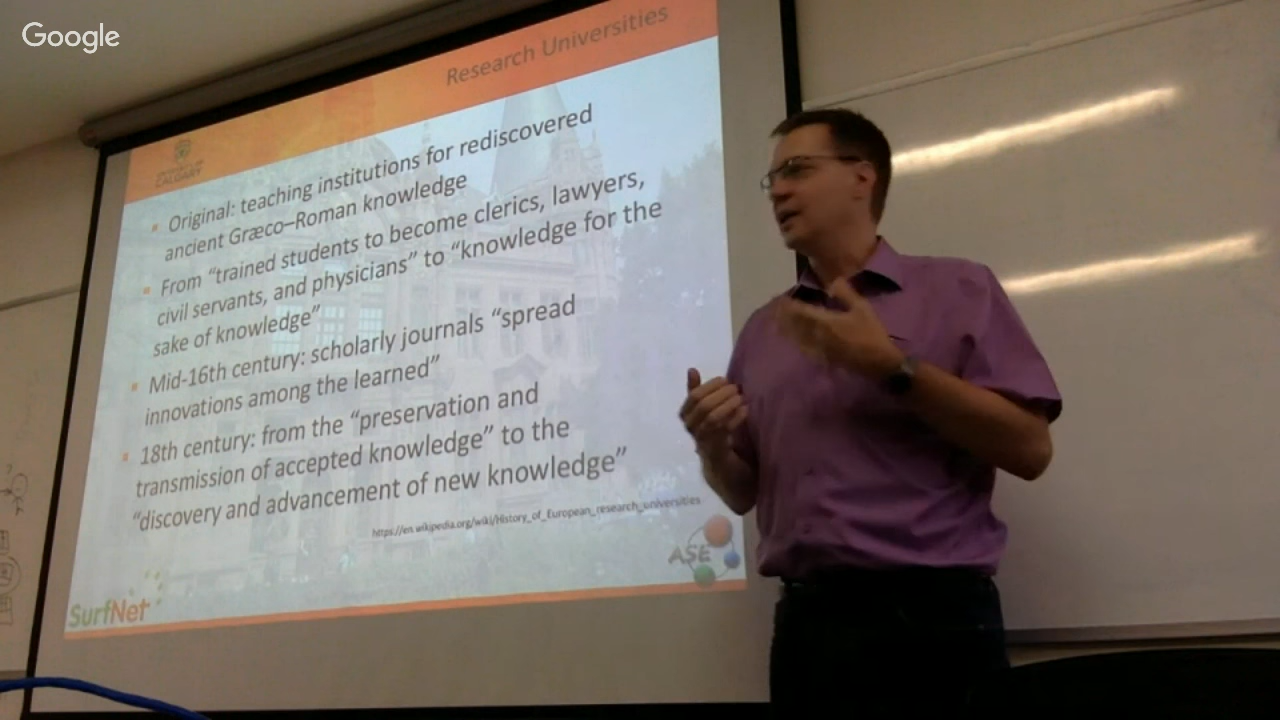 Google
Research Universities
UNIVERSITY OF
CALGARY
Original: teaching institutions for rediscovered
ancient Græco–Roman knowledge
From “trained students to become clerics, lawyers,
civil servants, and physicians” to “knowledge for the
sake of knowledge”
Mid-16th century: scholarly journals “spread
innovations among the learned”
18th century: from the “preservation and
transmission of accepted knowledge” to the
“discovery and advancement of new knowledge”
https://en.wikipedia.org/wiki/History_of_European_research_universities
ASE
SurfNet